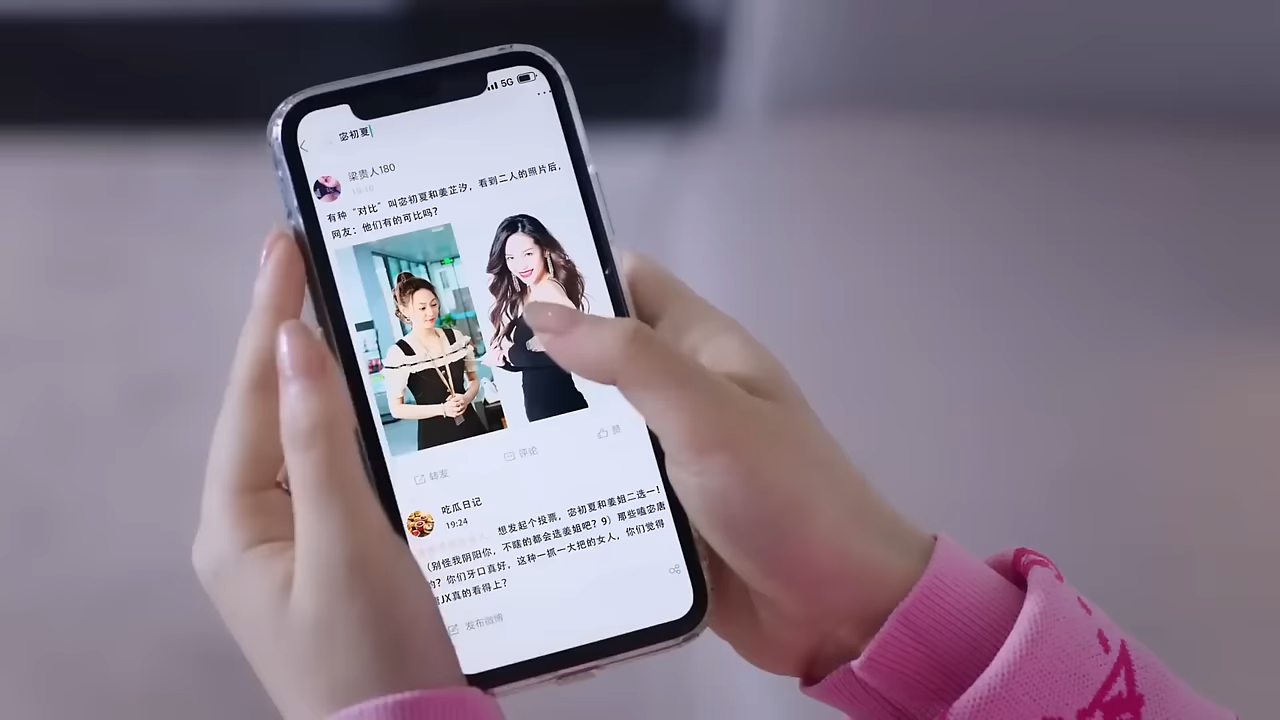 5G
宓初夏
梁贵人180
19:16
有种“对比”叫宓初夏和姜芷汐，看到二人的照片后，
网友：他们有的可比吗？
转发
评论
赞
吃瓜日记
19:24
想发起个投票，宓初夏和姜姐二选一！
（别怪我阴阳你，不瞎的都会选姜姐吧？9）那些嗑宓唐
的？你们牙口真好，这种一抓一大把的女人，你们觉得
JX真的看得上？
发布微博